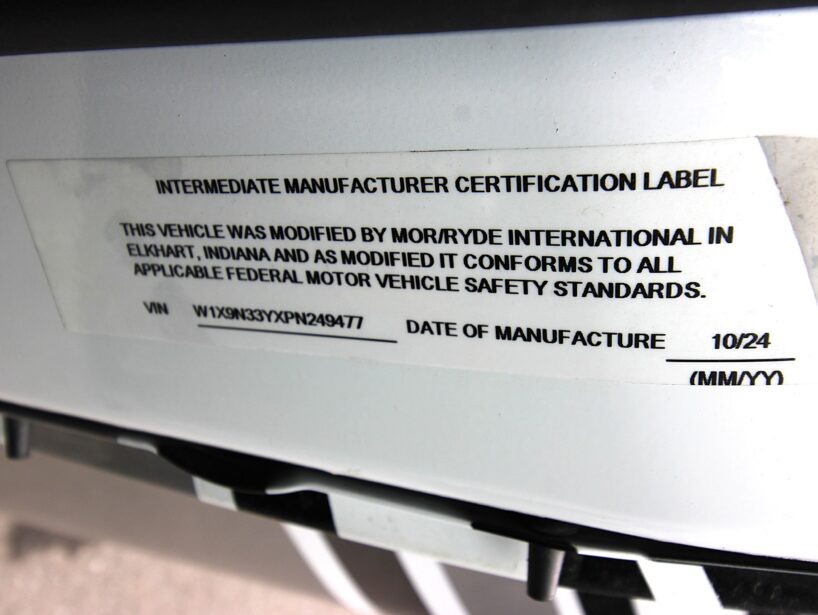 INTERMEDIATE MANUFACTURER CERTIFICATION LABEL
THIS VEHICLE WAS MODIFIED BY MOR/RYDE INTERNATIONAL IN
ELKHART, INDIANA AND AS MODIFIED IT CONFORMS TO ALL
APPLICABLE FEDERAL MOTOR VEHICLE SAFETY STANDARDS.
VIN W1X9N33YXPN249477 DATE OF MANUFACTURE 10/24
(MM/YY)